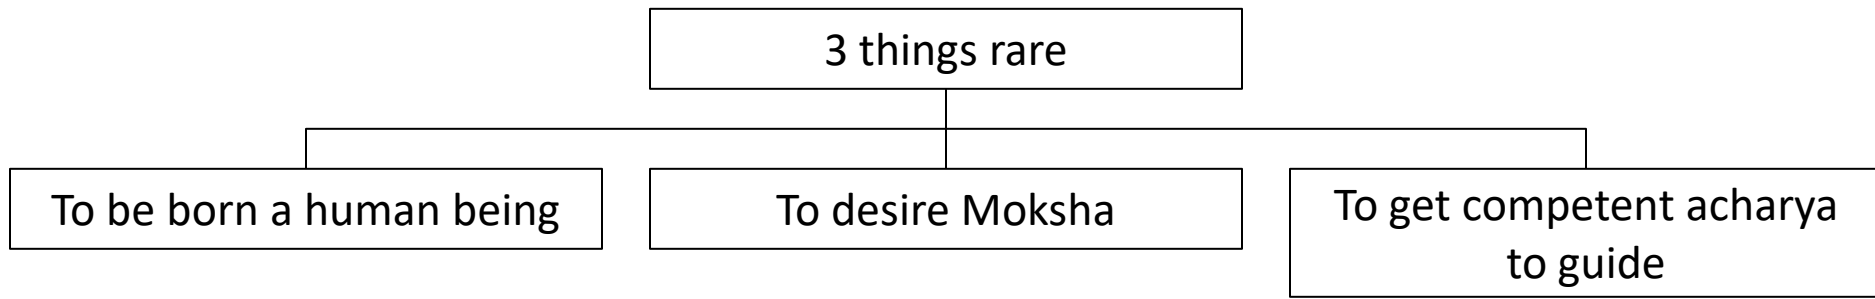 3 things rare
To be born a human being
To desire Moksha
To get competent acharya
to guide